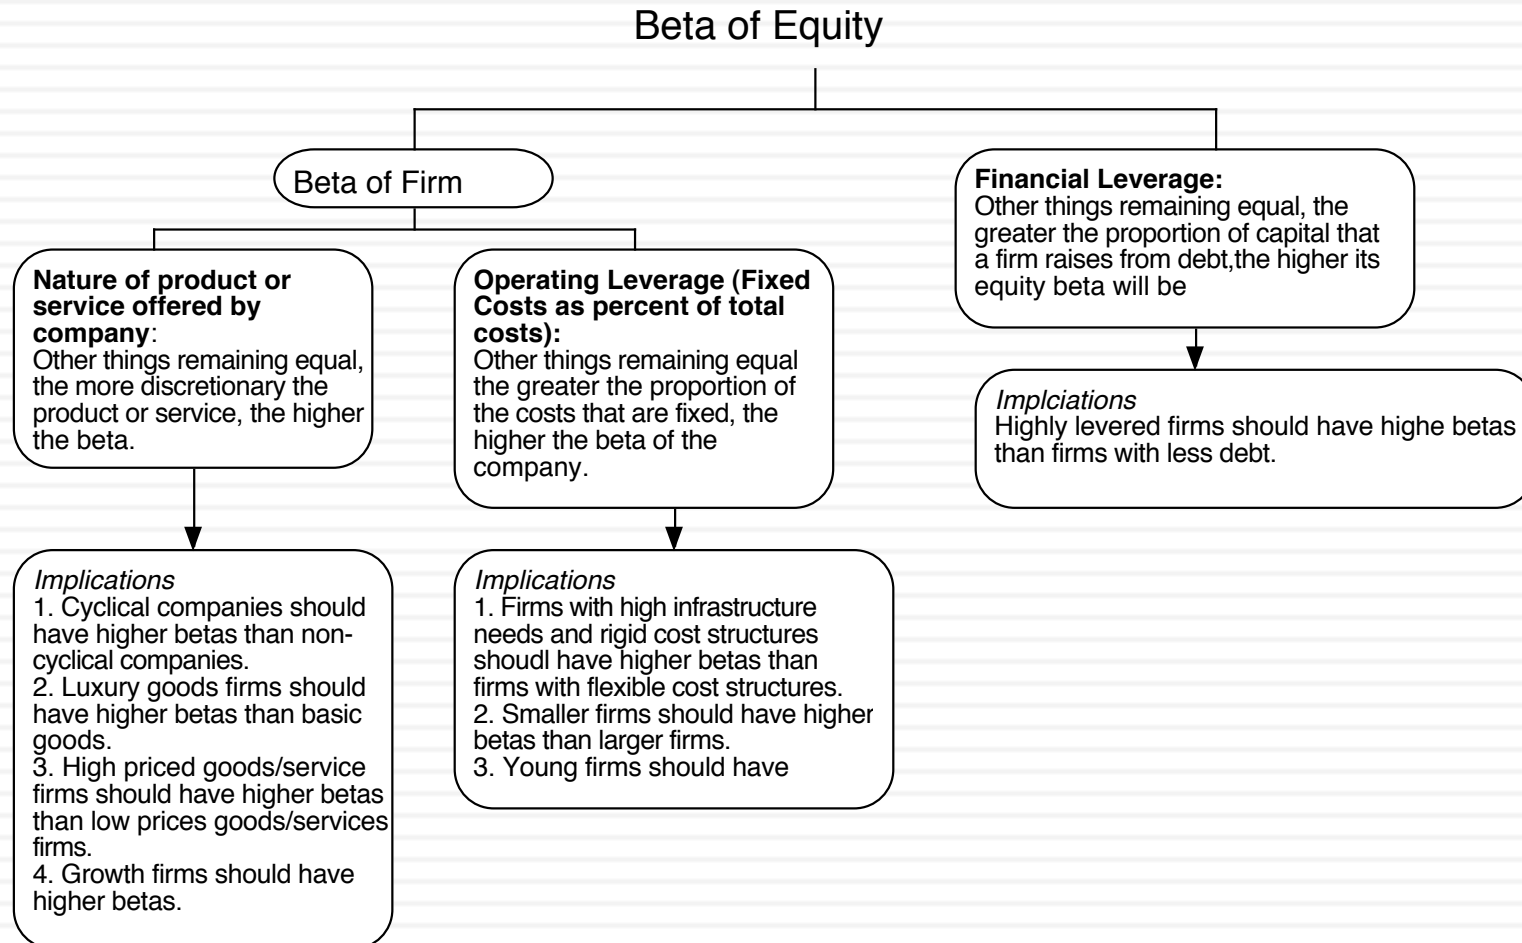 Beta of Equity
Beta of Firm
Nature of product or
service offered by
company:
Other things remaining equal,
the more discretionary the
product or service, the higher
the beta.
Operating Leverage (Fixed
Costs as percent of total
costs):
Other things remaining equal
the greater the proportion of
the costs that are fixed, the
higher the beta of the
company.
Financial Leverage:
Other things remaining equal, the
greater the proportion of capital that
a firm raises from debt,the higher its
equity beta will be
Implications
1. Cyclical companies should
have higher betas than non-
cyclical companies.
2. Luxury goods firms should
have higher betas than basic
goods.
3. High priced goods/service
firms should have higher betas
than low prices goods/services
firms.
4. Growth firms should have
higher betas.
Implications
1. Firms with high infrastructure
needs and rigid cost structures
shoudl have higher betas than
firms with flexible cost structures.
2. Smaller firms should have higher
betas than larger firms.
3. Young firms should have
Implciations
Highly levered firms should have highe betas
than firms with less debt.